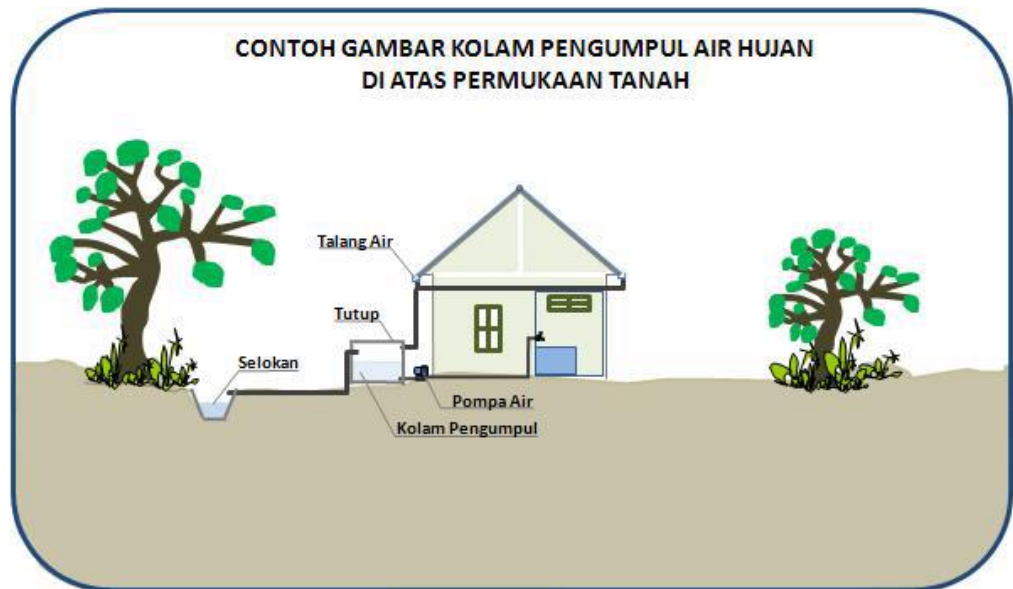 CONTOH GAMBAR KOLAM PENGUMPUL AIR HUJAN
DI ATAS PERMUKAAN TANAH
Talang Air
Tutup
Selokan
Pompa Air
Kolam Pengumpul